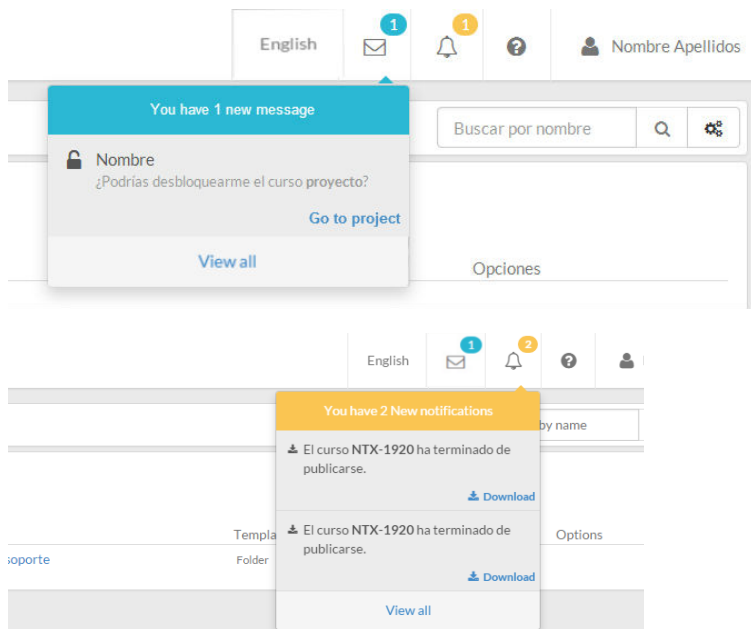 English 1 1 Nombre Apellidos
You have 1 new message
Buscar por nombre
Nombre
¿Podrías desbloquearme el curso proyecto?
Go to project
View all
Opciones
English 1 2
You have 2 New notifications
by name
El curso NTX-1920 ha terminado de
publicarse.
Download
El curso NTX-1920 ha terminado de
publicarse.
Download
Templa
Options
soporte
Folder
View all